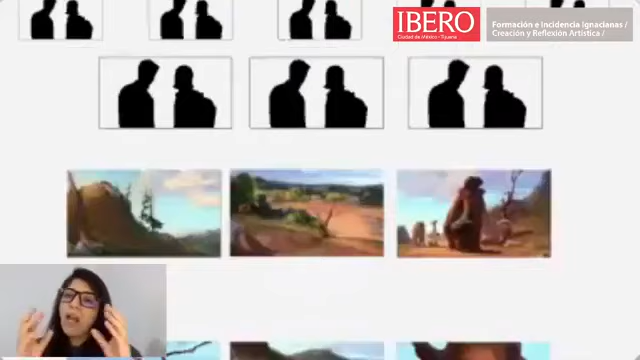 IBERO
Ciudad de México - Tijuana
Formación e Incidencia Ignacianas /
Creación y Reflexión Artística /